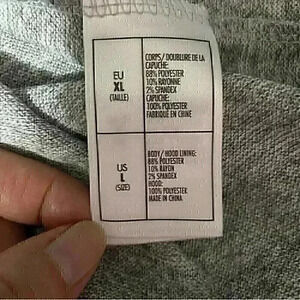 EU
XL
(TAILLE)
CORPS/ DOUBLURE DE LA
CAPUCHE:
88% POLYESTER
10% RAYONNE
2% SPANDEX
CAPUCHE:
100% POLYESTER
FABRIQUÉ EN CHINE
US
L
(SIZE)
BODY/ HOOD LINING:
88% POLYESTER
10% RAYON
2% SPANDEX
HOOD:
100% POLYESTER
MADE IN CHINA